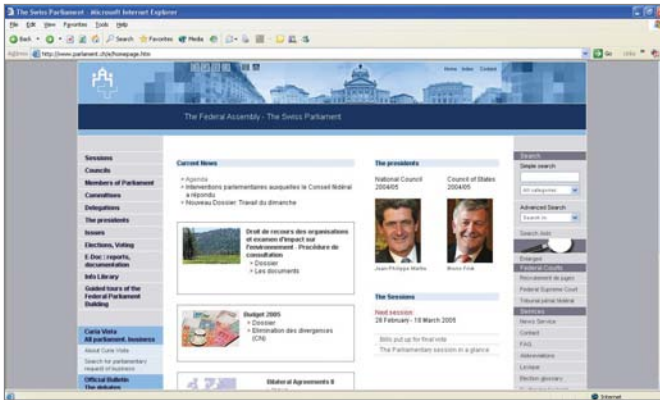 The Swiss Parliament - Microsoft Internet Explorer
File Edit View Favorites Tools Help
Back Search Favorites Media
Address http://www.parlament.ch/e/homepage.htm Go Links
Home Index Contact
The Federal Assembly - The Swiss Parliament
Sessions
Councils
Members of Parliament
Committees
Delegations
The presidents
Issues
Elections, Voting
E-Doc : reports,
documentation
Info Library
Guided tours of the
Federal Parliament
Building
Curia Vista
All parliament. business
About Curia Vista
Search for parliamentary
request or business
Official Bulletin
The debates
Current News
» Agenda
» Interventions parlementaires auxquelles le Conseil fédéral
a répondu
» Nouveau Dossier: Travail du dimanche
Droit de recours des organisations
et examen d'impact sur
l'environnement - Procédure de
consultation
» Dossier
» Les documents
Budget 2005
» Dossier
» Elimination des divergences
(CN)
Bilateral Agreements II
The presidents
National Council
2004/05
Council of States
2004/05
Jean-Philippe Maitre
Bruno Frick
The Sessions
Next session:
28 February - 18 March 2005
Bills put up for final vote
The Parliamentary session in a glance
Search
Simple search
All categories
Advanced Search
Search in
Search Aids
Enlarged
Federal Courts
Recrutement de juges
Federal Supreme Court
Tribunal pénal fédéral
Services
News Service
Contact
FAQ
Abbreviations
Lexique
Election glossary
Internet